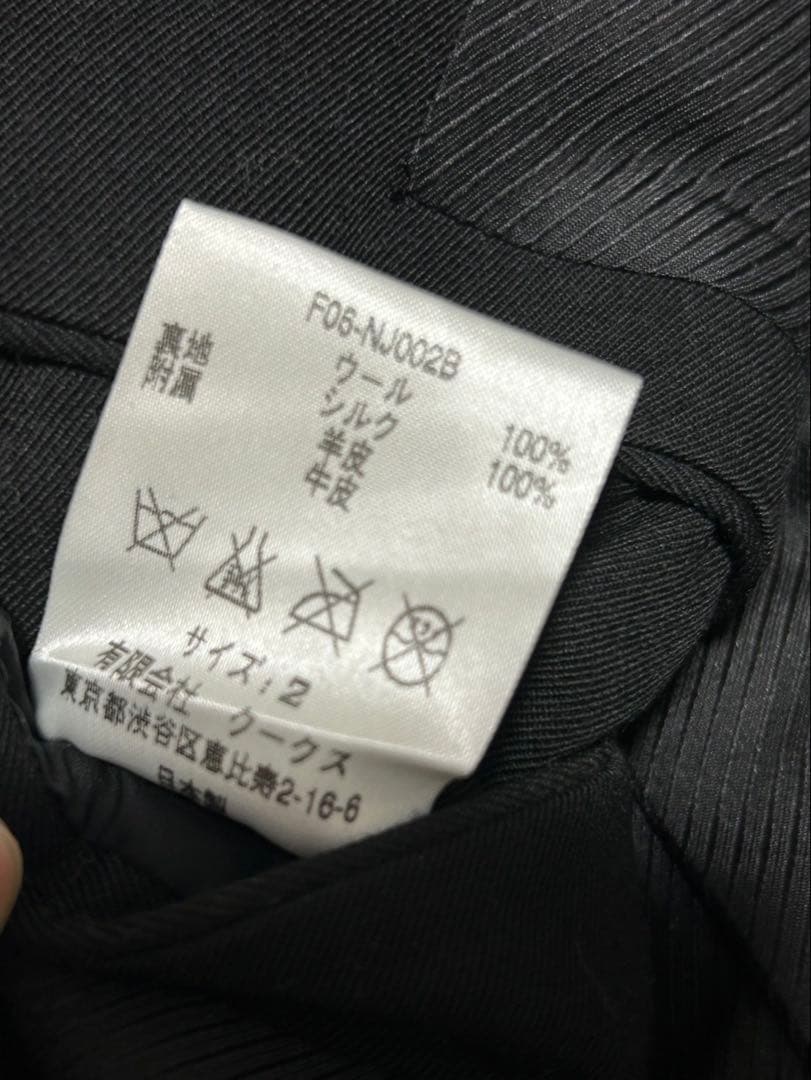 F06-NJ002B
ウール 100%
裏地 シルク 100%
附属 羊皮
牛皮
サイズ:2
有限会社 クークス
東京都渋谷区恵比寿2-16-6
日本製